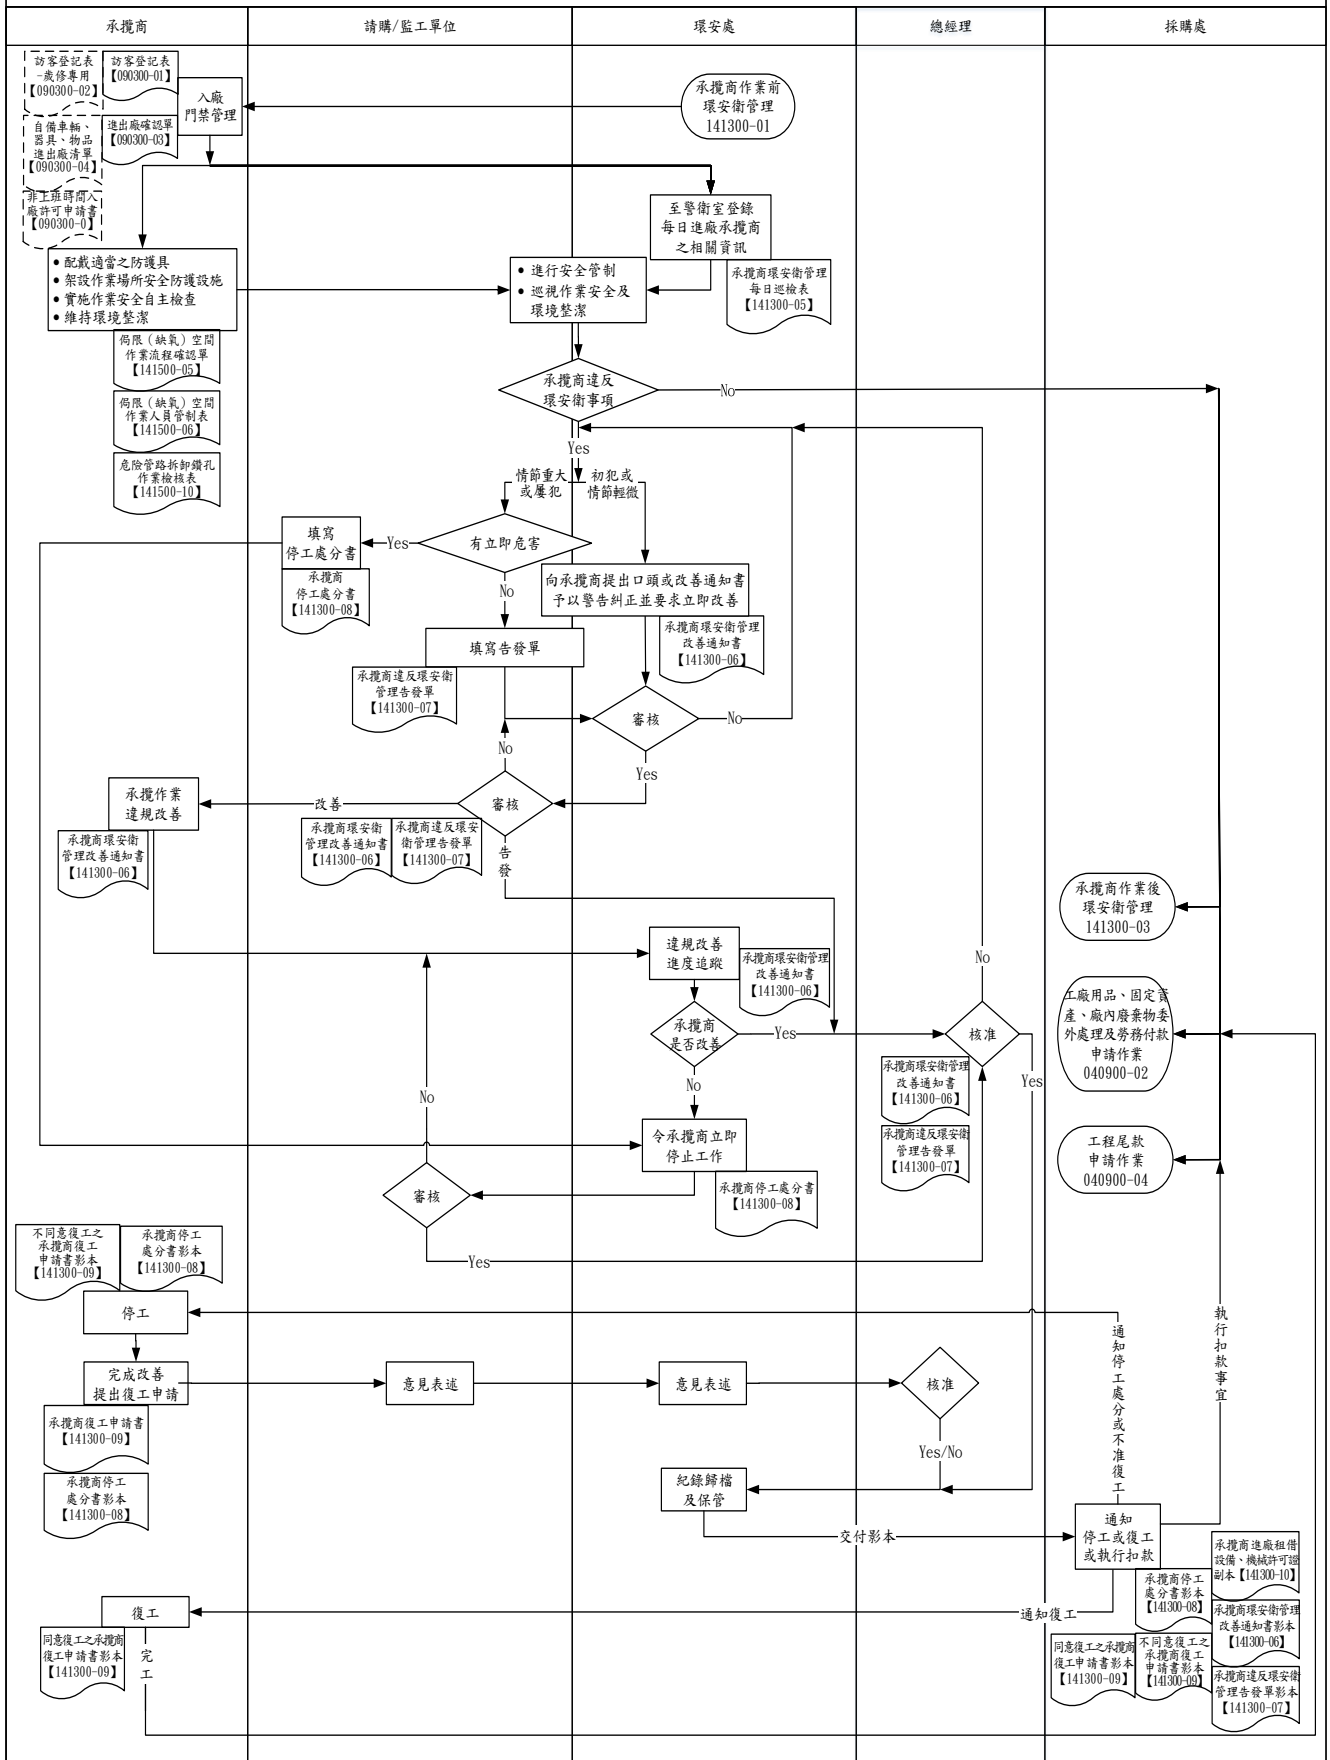 承攬商
請購/監工單位
環安處
總經理
採購處
訪客登記表
-歲修專用
【090300-02】
訪客登記表
【090300-01】
入廠
門禁管理
承攬商作業前
環安衛管理
141300-01
自備車輛、
器具、物品
進出廠清單
【090300-04】
進出廠確認單
【090300-03】
非上班時間入
廠許可申請書
【090300-0】
至警衛室登錄
每日進廠承攬商
之相關資訊
• 配戴適當之防護具
• 架設作業場所安全防護設施
• 實施作業安全自主檢查
• 維持環境整潔
• 進行安全管制
• 巡視作業安全及
環境整潔
承攬商環安衛管理
每日巡檢表
【141300-05】
侷限（缺氧）空間
作業流程確認單
【141500-05】
侷限（缺氧）空間
作業人員管制表
【141500-06】
危險管路拆卸鑽孔
作業檢核表
【141500-10】
承攬商違反
環安衛事項
No
Yes
情節重大
或屢犯
初犯或
情節輕微
填寫
停工處分書
Yes
有立即危害
承攬商
停工處分書
【141300-08】
No
向承攬商提出口頭或改善通知書
予以警告糾正並要求立即改善
填寫告發單
承攬商環安衛管理
改善通知書
【141300-06】
承攬商違反環安衛
管理告發單
【141300-07】
審核
No
No
Yes
承攬作業
違規改善
改善
審核
承攬商環安衛
管理改善通知書
【141300-06】
承攬商環安衛
管理改善通知書
【141300-06】
承攬商違反環安
衛管理告發單
【141300-07】
告發
承攬商作業後
環安衛管理
141300-03
違規改善
進度追蹤
承攬商環安衛管理
改善通知書
【141300-06】
No
工廠用品、固定資
產、廠內廢棄物委
外處理及勞務付款
申請作業
040900-02
承攬商
是否改善
Yes
核准
No
No
Yes
承攬商環安衛管理
改善通知書
【141300-06】
令承攬商立即
停止工作
承攬商違反環安衛
管理告發單
【141300-07】
工程尾款
申請作業
040900-04
審核
承攬商停工處分書
【141300-08】
Yes
不同意復工之
承攬商復工
申請書影本
【141300-09】
承攬商停工
處分書影本
【141300-08】
停工
通知停工處分或不准復工
執行扣款事宜
完成改善
提出復工申請
意見表述
意見表述
核准
承攬商復工申請書
【141300-09】
Yes/No
承攬商停工
處分書影本
【141300-08】
紀錄歸檔
及保管
交付影本
通知
停工或復工
或執行扣款
承攬商進廠租借
設備、機械許可證
副本【141300-10】
承攬商停工
處分書影本
【141300-08】
復工
通知復工
承攬商環安衛管理
改善通知書影本
【141300-06】
同意復工之承攬商
復工申請書影本
【141300-09】
完工
同意復工之承攬商
復工申請書影本
【141300-09】
不同意復工之
承攬商復工
申請書影本
【141300-09】
承攬商違反環安衛
管理告發單影本
【141300-07】